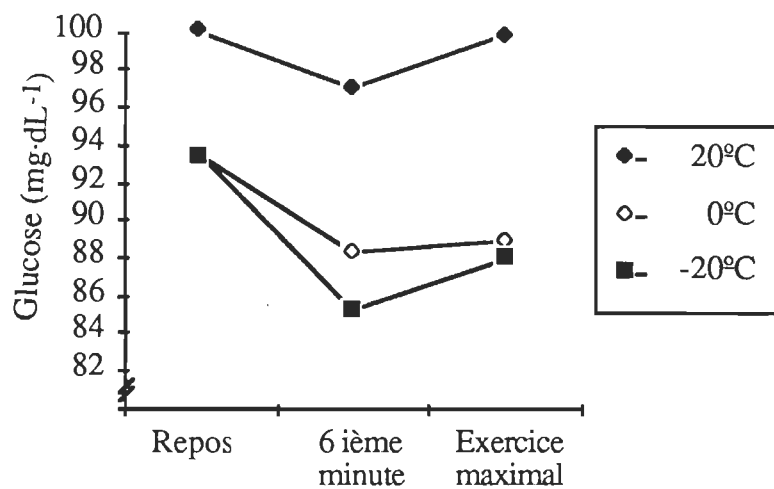 Glucose (mg·dL-1)
100
98
96
94
92
90
88
86
84
82
Repos
6 ième
minute
Exercice
maximal
20ºC
0ºC
-20ºC